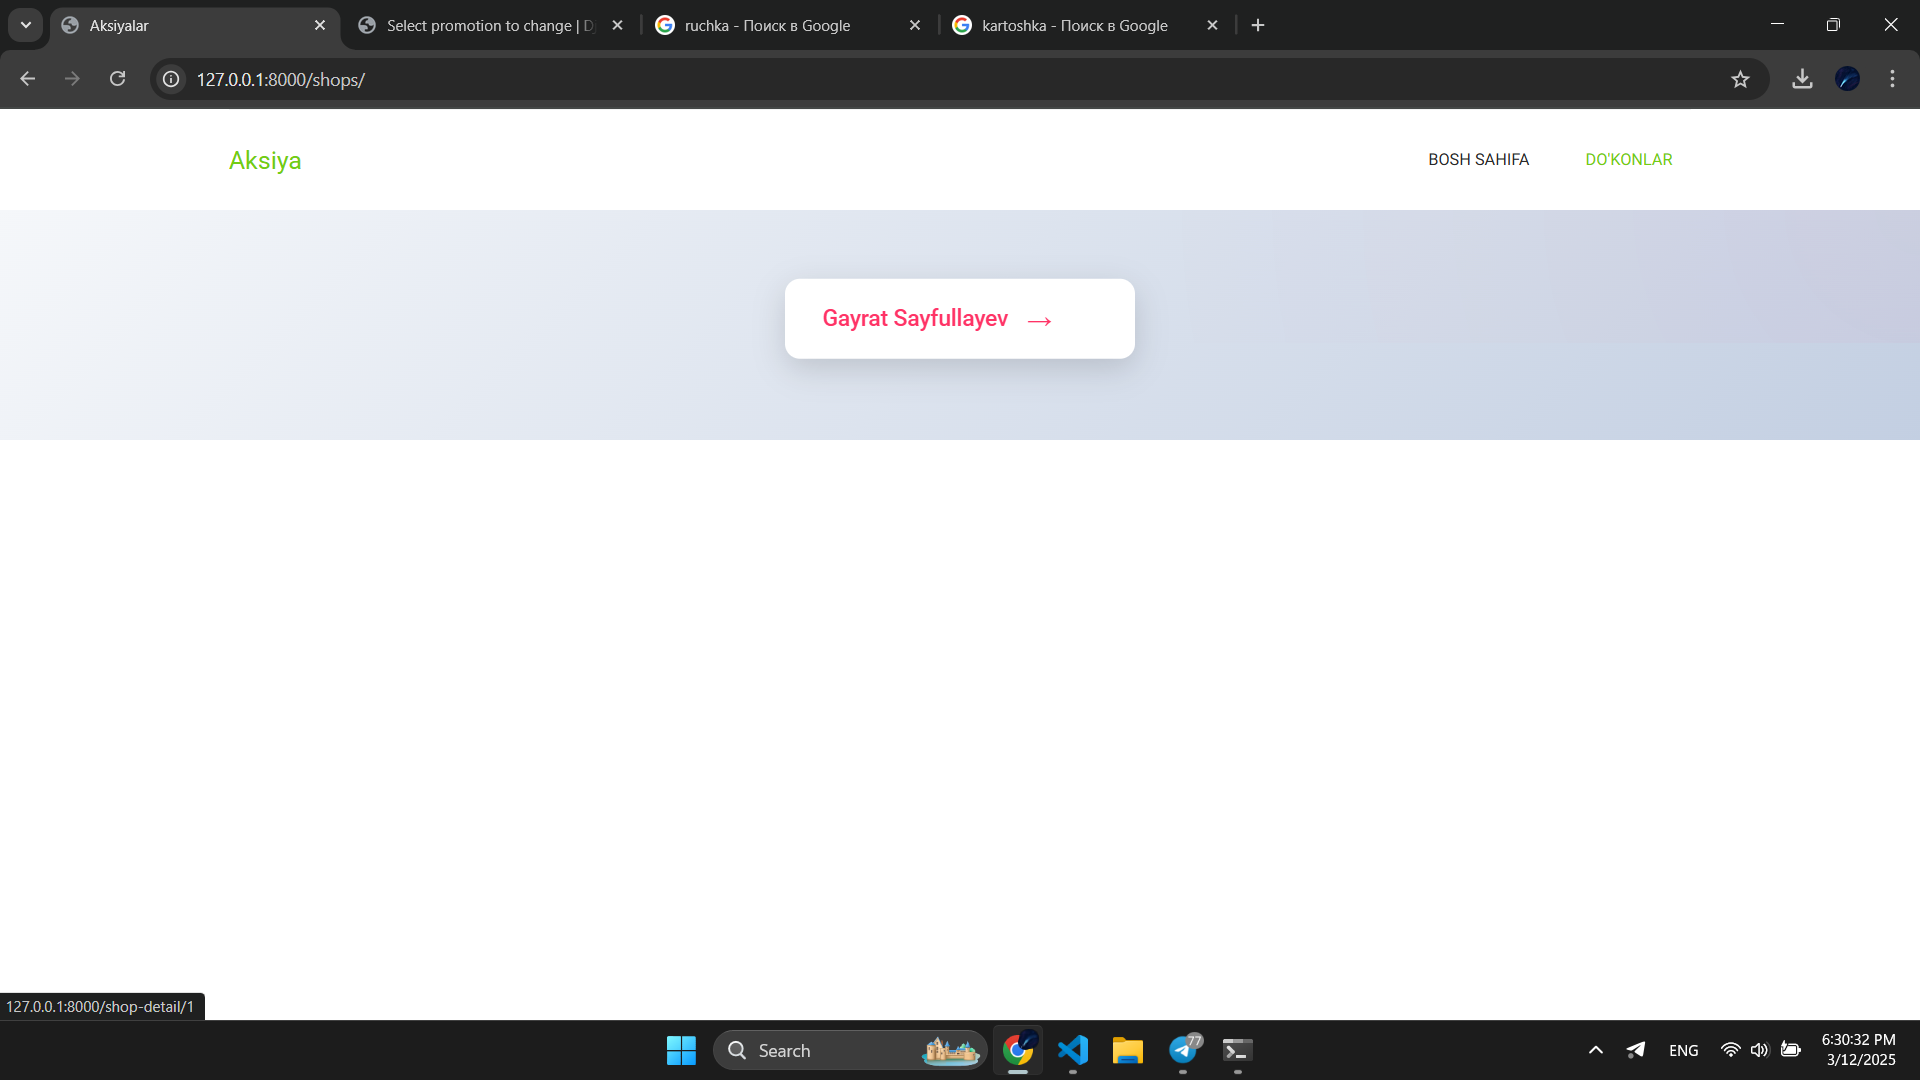 Aksiyalar
Select promotion to change | D
ruchka - Поиск в Google
kartoshka - Поиск в Google
127.0.0.1:8000/shops/
Aksiya
BOSH SAHIFA
DO'KONLAR
Gayrat Sayfullayev →
127.0.0.1:8000/shop-detail/1
Search
77
ENG
6:30:32 PM
3/12/2025